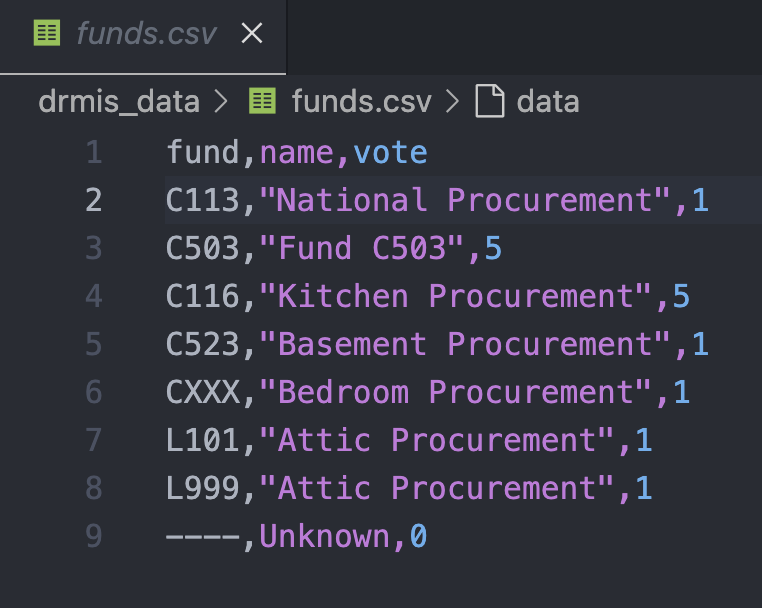 funds.csv
drmis_data > funds.csv > data
1 fund,name,vote
2 C113,"National Procurement",1
3 C503,"Fund C503",5
4 C116,"Kitchen Procurement",5
5 C523,"Basement Procurement",1
6 CXXX,"Bedroom Procurement",1
7 L101,"Attic Procurement",1
8 L999,"Attic Procurement",1
9 ----,Unknown,0